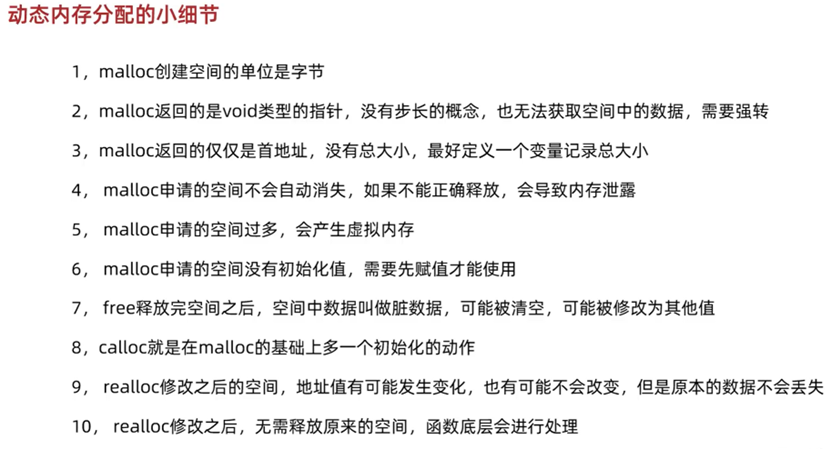 动态内存分配的小细节
1，malloc创建空间的单位是字节
2，malloc返回的是void类型的指针，没有步长的概念，也无法获取空间中的数据，需要强转
3，malloc返回的仅仅是首地址，没有总大小，最好定义一个变量记录总大小
4， malloc申请的空间不会自动消失，如果不能正确释放，会导致内存泄露
5， malloc申请的空间过多，会产生虚拟内存
6， malloc申请的空间没有初始化值，需要先赋值才能使用
7， free释放完空间之后，空间中数据叫做脏数据，可能被清空，可能被修改为其他值
8，calloc就是在malloc的基础上多一个初始化的动作
9， realloc修改之后的空间，地址值有可能发生变化，也有可能不会改变，但是原本的数据不会丢失
10， realloc修改之后，无需释放原来的空间，函数底层会进行处理